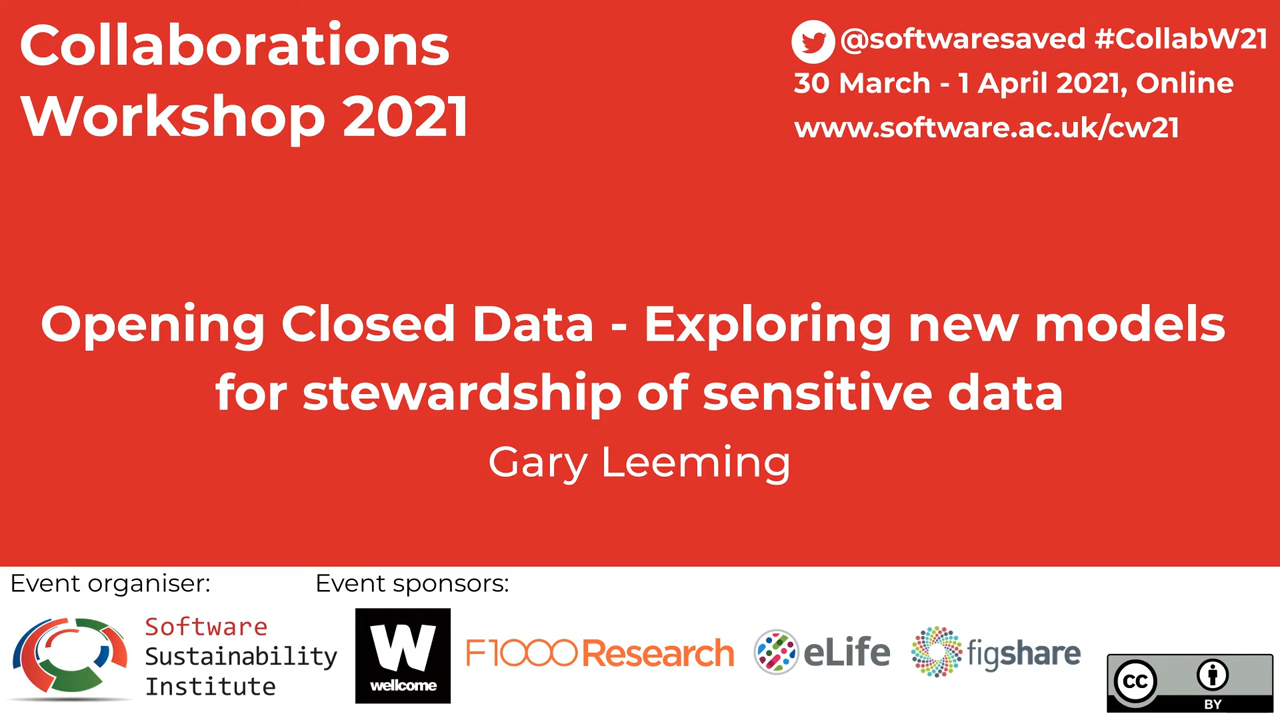 Collaborations
Workshop 2021
@softwaresaved #CollabW21
30 March - 1 April 2021, Online
www.software.ac.uk/cw21
Opening Closed Data - Exploring new models
for stewardship of sensitive data
Gary Leeming
Event organiser:
Event sponsors:
Software
Sustainability
Institute
W
wellcome
F1000Research
eLife
figshare
CC
BY